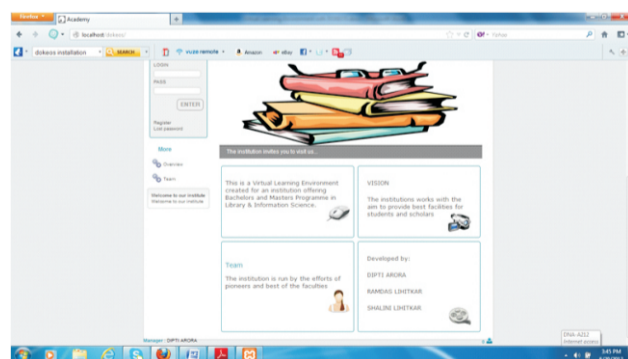 Firefox
Academy
localhost/dokeos/
Yahoo
dokeos installation
SEARCH
YUSS remote
Amazon
eBay
LOGIN
PASS
ENTER
Register
Lost password
More
Overview
Team
Welcome to our institute
Welcome to our institute
The institution invites you to visit us...
This is a Virtual Learning Environment
created for an institution offering
Bachelors and Masters Programme in
Library & Information Science.
VISION
The institutions works with the
aim to provide best facilities for
students and scholars
Team
The institution is run by the efforts of
pioneers and best of the faculties
Developed by:
DIPTI ARORA
RAMDAS LIHITKAR
SHALINI LIHITKAR
Manager : DIPTI ARORA
DNA-A212
Internet access
3:41 PM